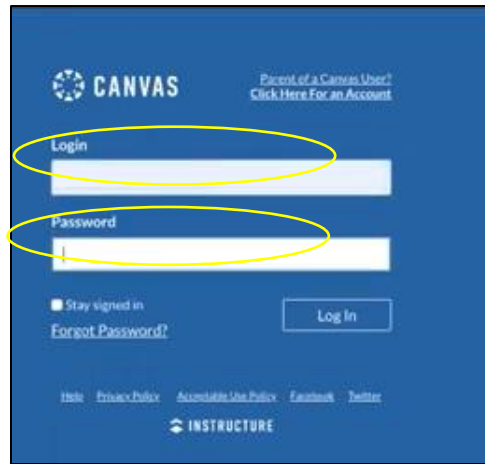 CANVAS
Parent of a Canvas User?
Click Here For an Account
Login
Password
Stay signed in
Log In
Forgot Password?
Help Privacy Policy Acceptable Use Policy Facebook Twitter
INSTRUCTURE